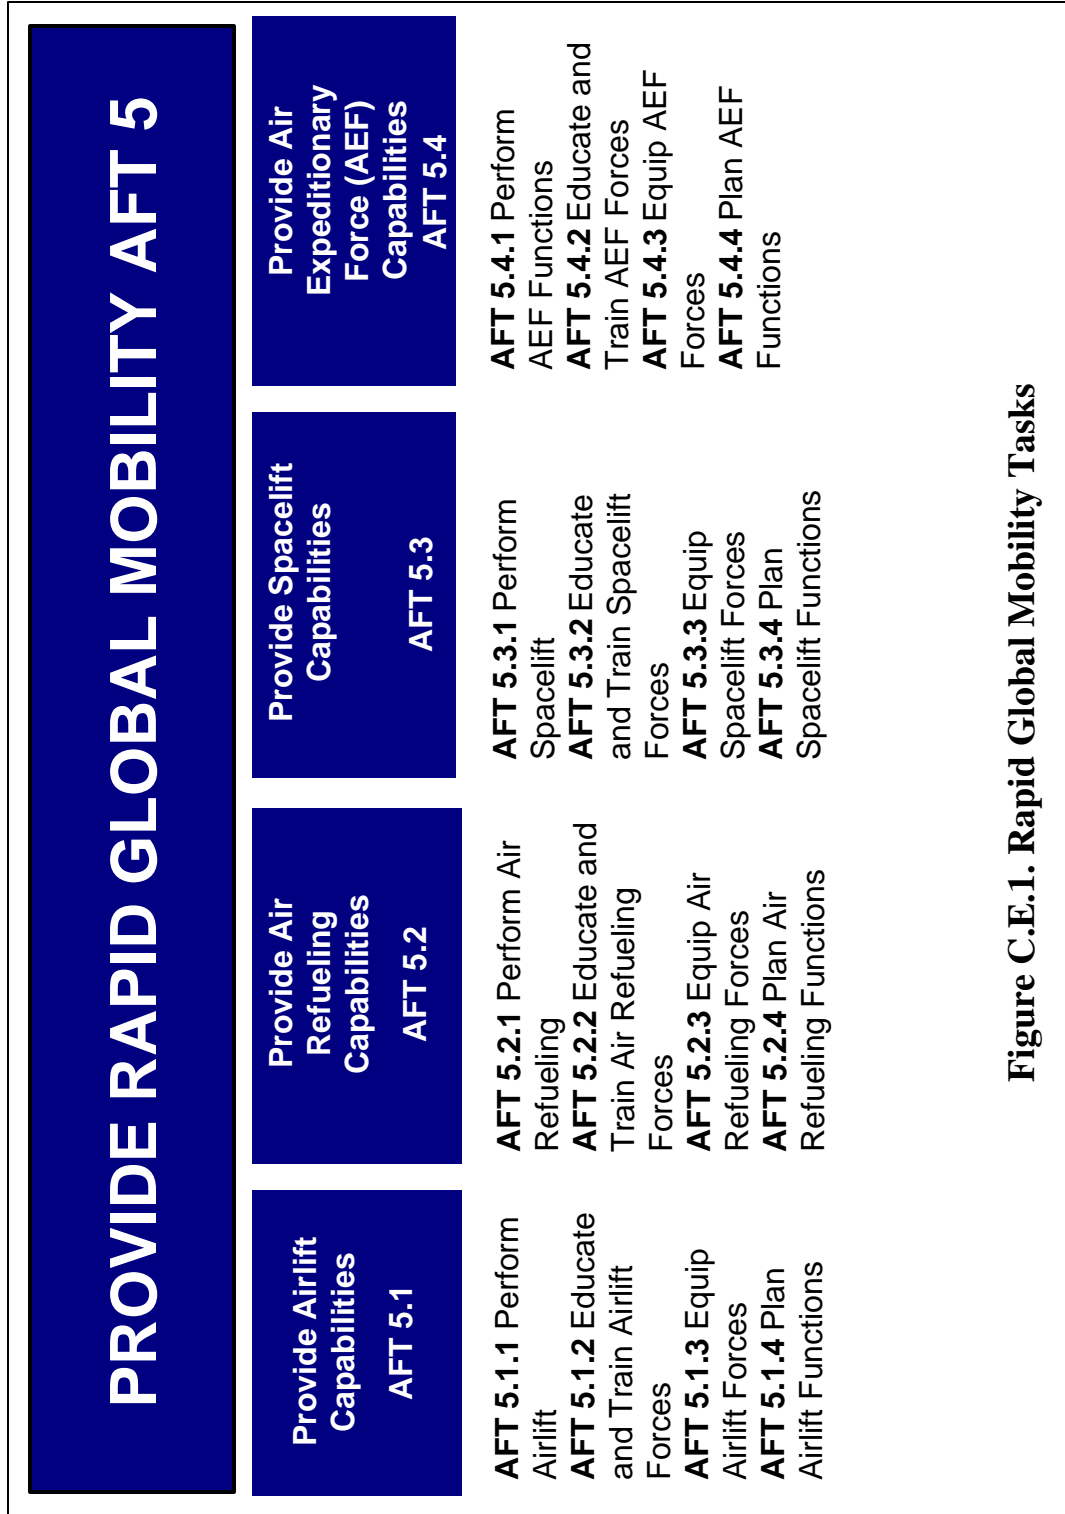 PROVIDE RAPID GLOBAL MOBILITY AFT 5
Provide Airlift
Capabilities
AFT 5.1
AFT 5.1.1 Perform
Airlift
AFT 5.1.2 Educate
and Train Airlift
Forces
AFT 5.1.3 Equip
Airlift Forces
AFT 5.1.4 Plan
Airlift Functions
Provide Air
Refueling
Capabilities
AFT 5.2
AFT 5.2.1 Perform Air
Refueling
AFT 5.2.2 Educate and
Train Air Refueling
Forces
AFT 5.2.3 Equip Air
Refueling Forces
AFT 5.2.4 Plan Air
Refueling Functions
Provide Spacelift
Capabilities
AFT 5.3
AFT 5.3.1 Perform
Spacelift
AFT 5.3.2 Educate
and Train Spacelift
Forces
AFT 5.3.3 Equip
Spacelift Forces
AFT 5.3.4 Plan
Spacelift Functions
Provide Air
Expeditionary
Force (AEF)
Capabilities
AFT 5.4
AFT 5.4.1 Perform
AEF Functions
AFT 5.4.2 Educate and
Train AEF Forces
AFT 5.4.3 Equip AEF
Forces
AFT 5.4.4 Plan AEF
Functions
Figure C.E.1. Rapid Global Mobility Tasks